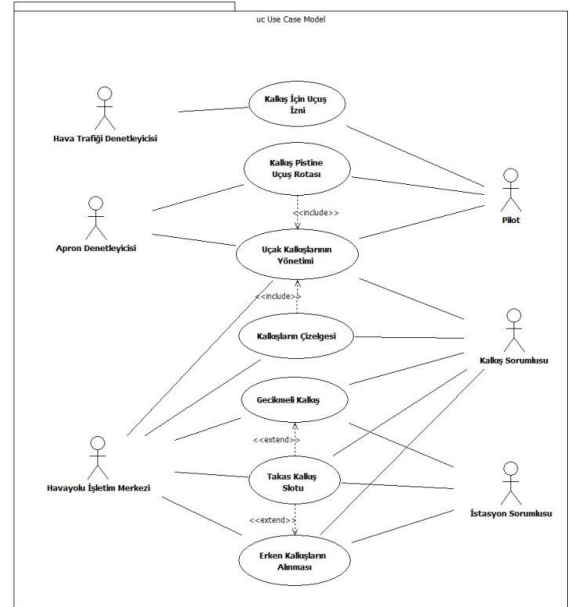 uc Use Case Model
Kalkış İçin Uçuş
İzni
Hava Trafiği Denetleyicisi
Kalkış Pistine
Uçuş Rotası
<<include>>
Pilot
Apron Denetleyicisi
Uçak Kalkışlarının
Yönetimi
<<include>>
Kalkışların Çizelgesi
Kalkış Sorumlusu
Gecikmeli Kalkış
<<extend>>
Takas Kalkış
Slotu
Havayolu İşletim Merkezi
İstasyon Sorumlusu
<<extend>>
Erken Kalkışların
Alınması